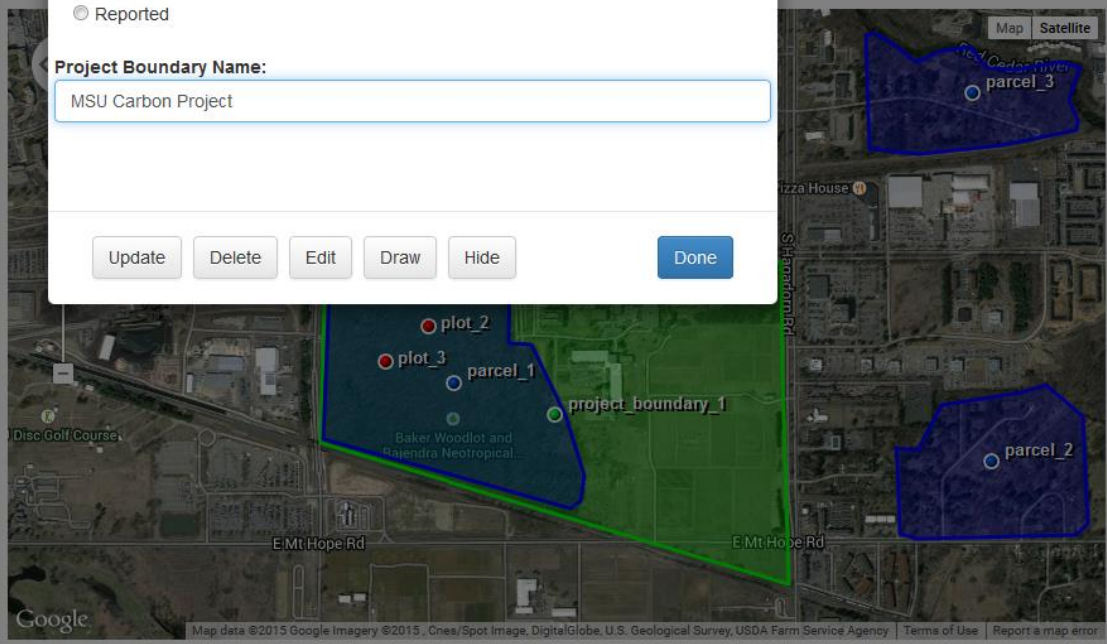 Reported
Map Satellite
Project Boundary Name:
Red Cedar River
parcel_3
MSU Carbon Project
izza House
Update Delete Edit Draw Hide Done
S Hagadorn Rd
plot_2
plot_3
parcel_1
project_boundary_1
Disc Golf Course
Baker Woodlot and
Rajendra Neotropical...
parcel_2
E Mt Hope Rd
E Mt Hope Rd
Google
Map data ©2015 Google Imagery ©2015 , Cnes/Spot Image, DigitalGlobe, U.S. Geological Survey, USDA Farm Service Agency Terms of Use Report a map error